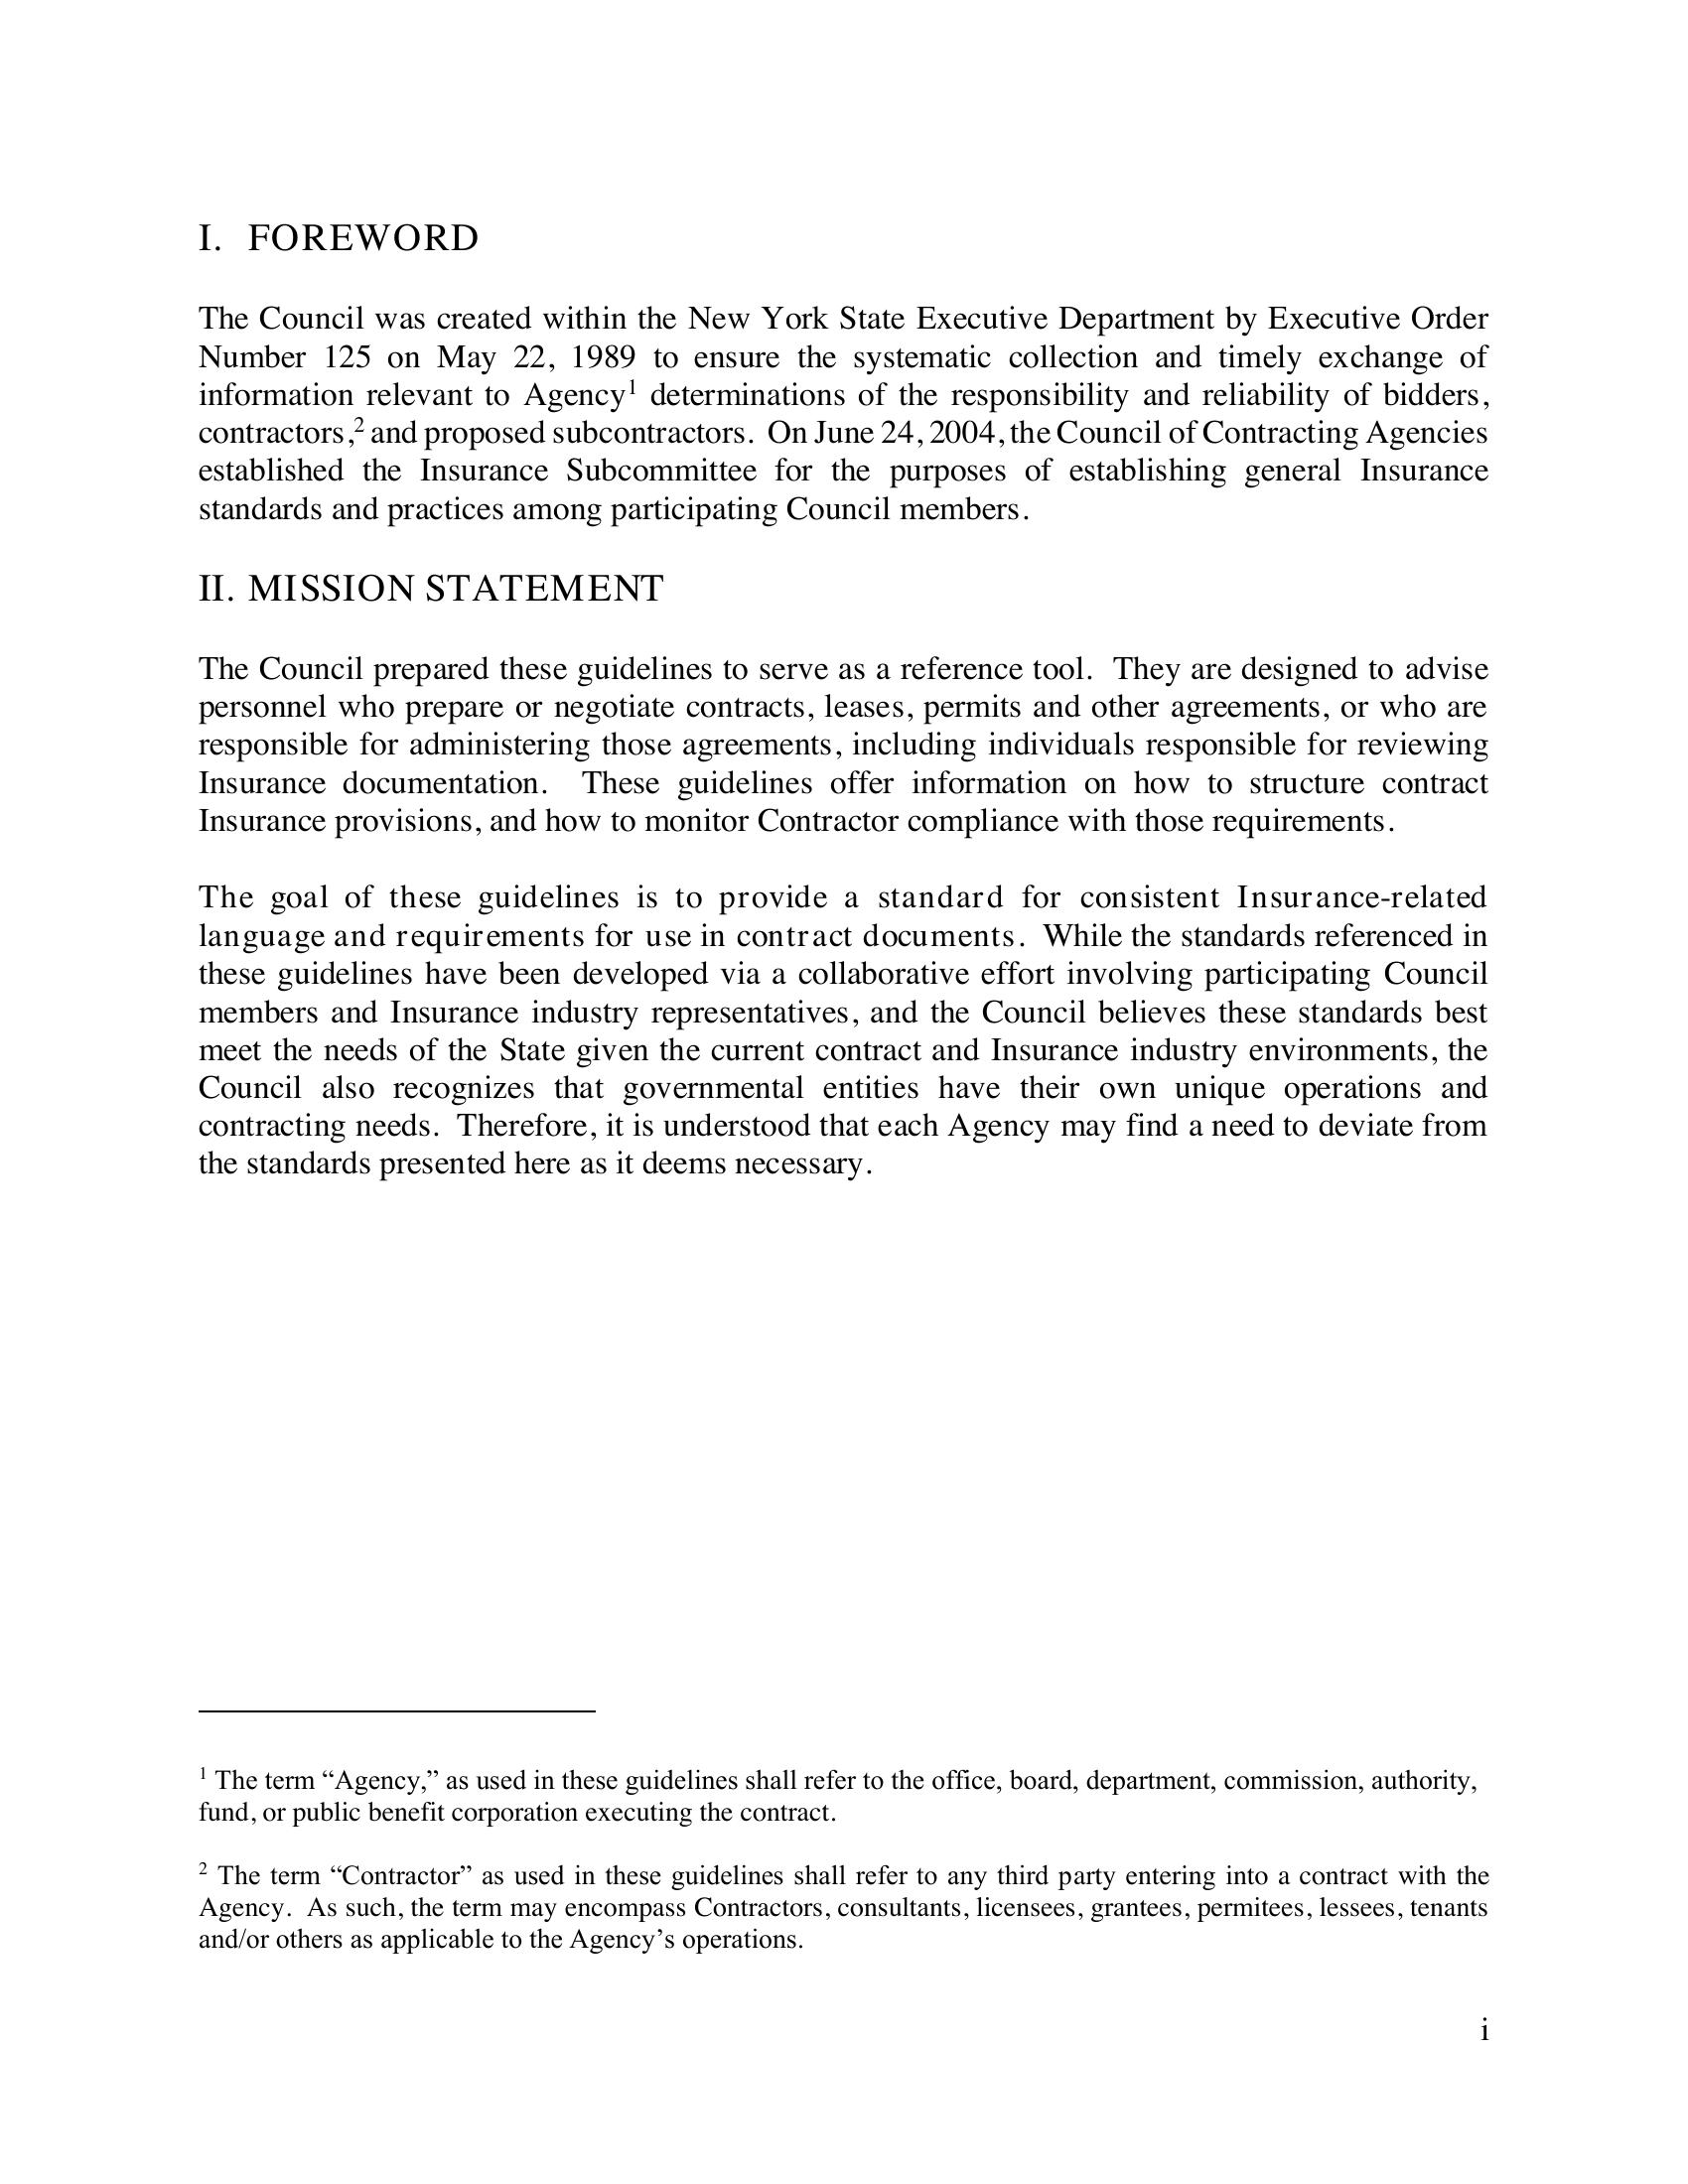 I. FOREWORD
The Council was created within the New York State Executive Department by Executive Order
Number 125 on May 22, 1989 to ensure the systematic collection and timely exchange of
information relevant to Agency¹ determinations of the responsibility and reliability of bidders,
contractors,² and proposed subcontractors. On June 24, 2004, the Council of Contracting Agencies
established the Insurance Subcommittee for the purposes of establishing general Insurance
standards and practices among participating Council members.
II. MISSION STATEMENT
The Council prepared these guidelines to serve as a reference tool. They are designed to advise
personnel who prepare or negotiate contracts, leases, permits and other agreements, or who are
responsible for administering those agreements, including individuals responsible for reviewing
Insurance documentation. These guidelines offer information on how to structure contract
Insurance provisions, and how to monitor Contractor compliance with those requirements.
The goal of these guidelines is to provide a standard for consistent Insurance-related
language and requirements for use in contract documents. While the standards referenced in
these guidelines have been developed via a collaborative effort involving participating Council
members and Insurance industry representatives, and the Council believes these standards best
meet the needs of the State given the current contract and Insurance industry environments, the
Council also recognizes that governmental entities have their own unique operations and
contracting needs. Therefore, it is understood that each Agency may find a need to deviate from
the standards presented here as it deems necessary.
¹ The term “Agency,” as used in these guidelines shall refer to the office, board, department, commission, authority,
fund, or public benefit corporation executing the contract.
² The term “Contractor” as used in these guidelines shall refer to any third party entering into a contract with the
Agency. As such, the term may encompass Contractors, consultants, licensees, grantees, permitees, lessees, tenants
and/or others as applicable to the Agency’s operations.
i